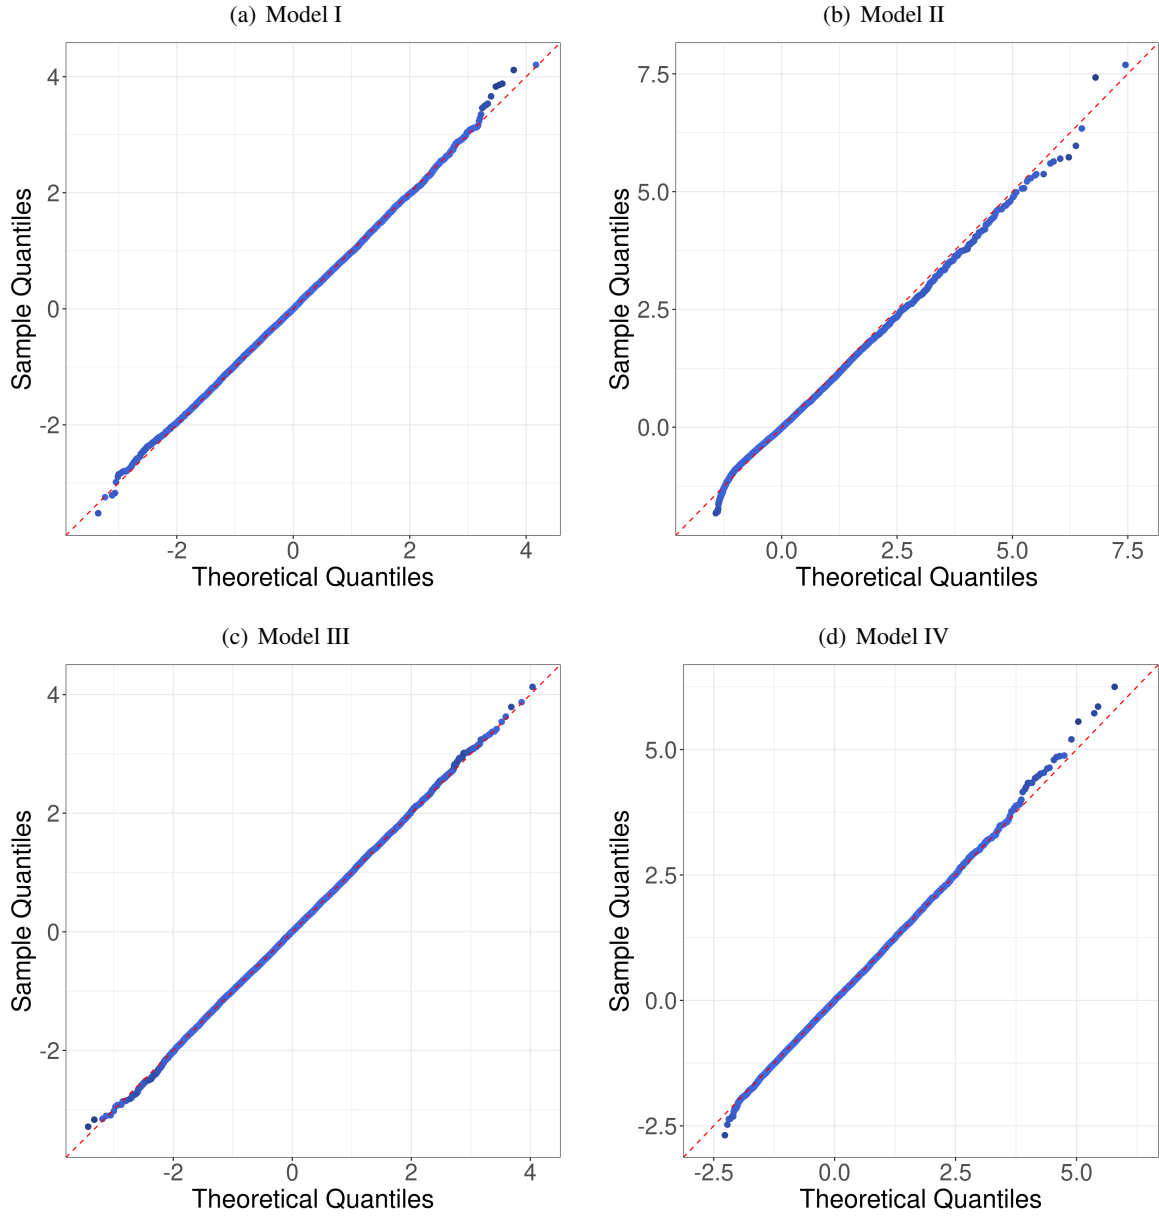 (a) Model I
4
2
0
-2
-2
0
2
4
Sample Quantiles
Theoretical Quantiles
(b) Model II
7.5
5.0
2.5
0.0
0.0
2.5
5.0
7.5
Sample Quantiles
Theoretical Quantiles
(c) Model III
4
2
0
-2
-2
0
2
4
Sample Quantiles
Theoretical Quantiles
(d) Model IV
5.0
2.5
0.0
-2.5
-2.5
0.0
2.5
5.0
Sample Quantiles
Theoretical Quantiles